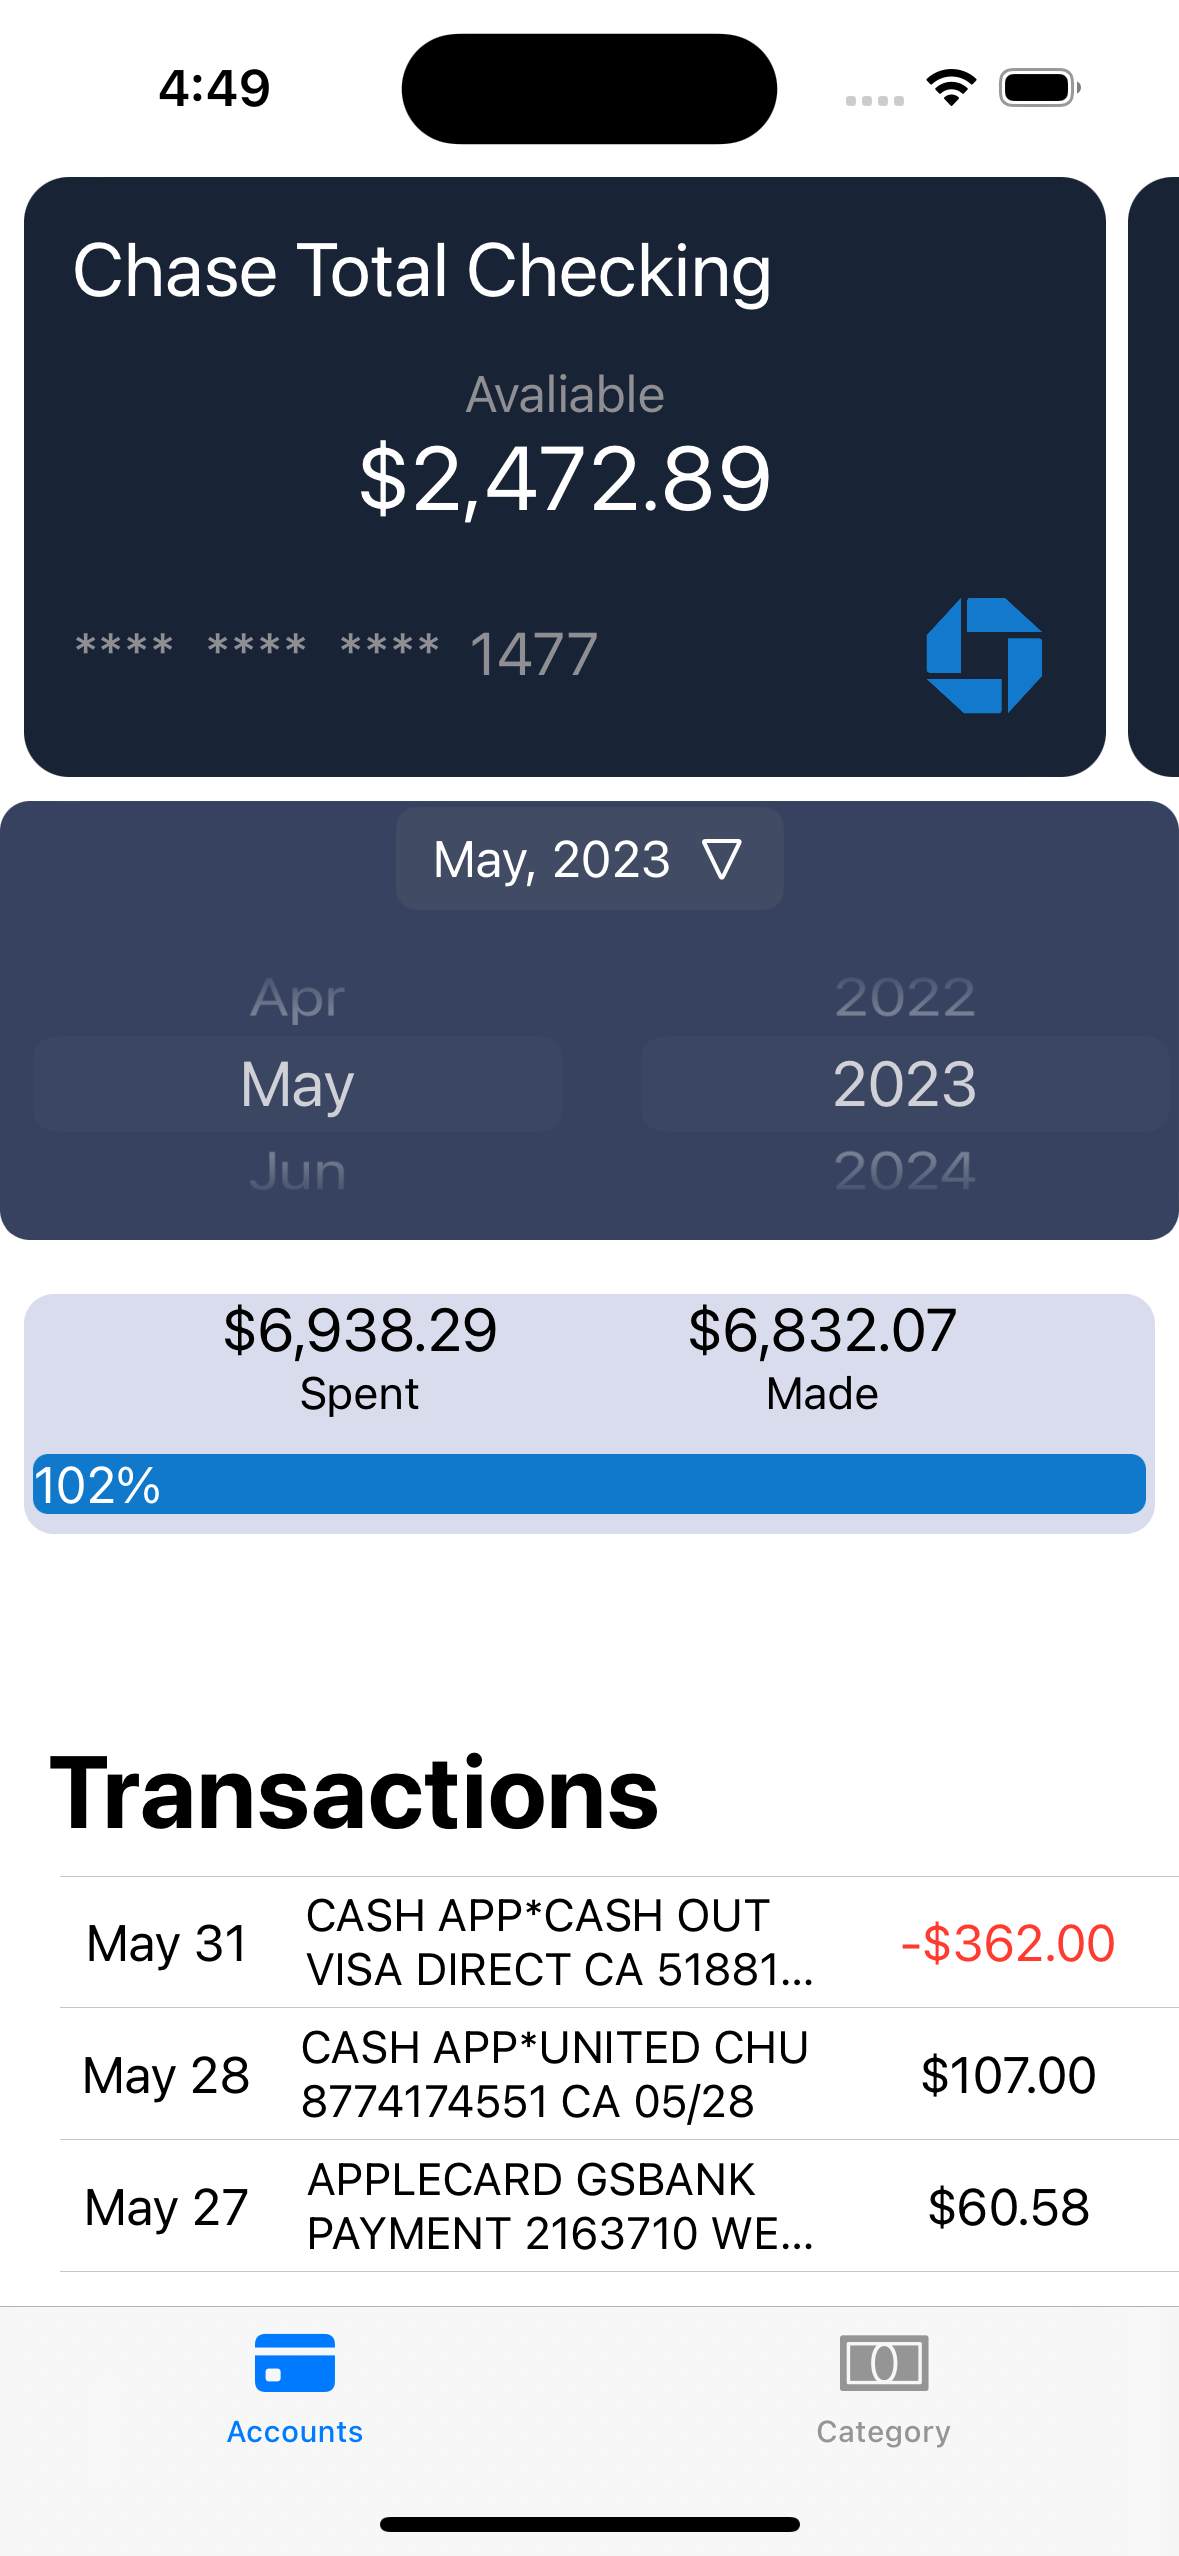 4:49
Chase Total Checking
Avaliable
$2,472.89
**** **** **** 1477
May, 2023
Apr 2022
May 2023
Jun 2024
$6,938.29 $6,832.07
Spent Made
102%
Transactions
May 31 CASH APP*CASH OUT -$362.00
VISA DIRECT CA 51881...
May 28 CASH APP*UNITED CHU $107.00
8774174551 CA 05/28
May 27 APPLECARD GSBANK $60.58
PAYMENT 2163710 WE...
Accounts Category